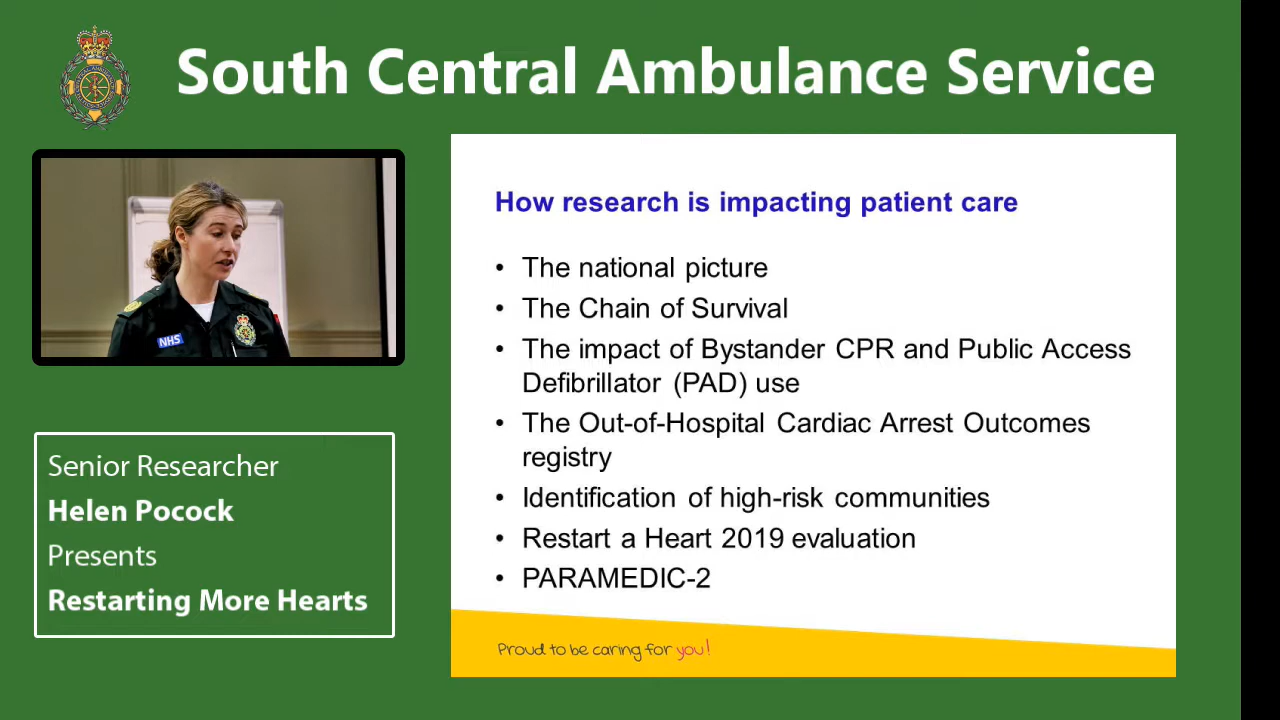 South Central Ambulance Service
NHS
How research is impacting patient care
• The national picture
• The Chain of Survival
• The impact of Bystander CPR and Public Access
Defibrillator (PAD) use
• The Out-of-Hospital Cardiac Arrest Outcomes
registry
• Identification of high-risk communities
• Restart a Heart 2019 evaluation
• PARAMEDIC-2
Proud to be caring for you!
Senior Researcher
Helen Pocock
Presents
Restarting More Hearts